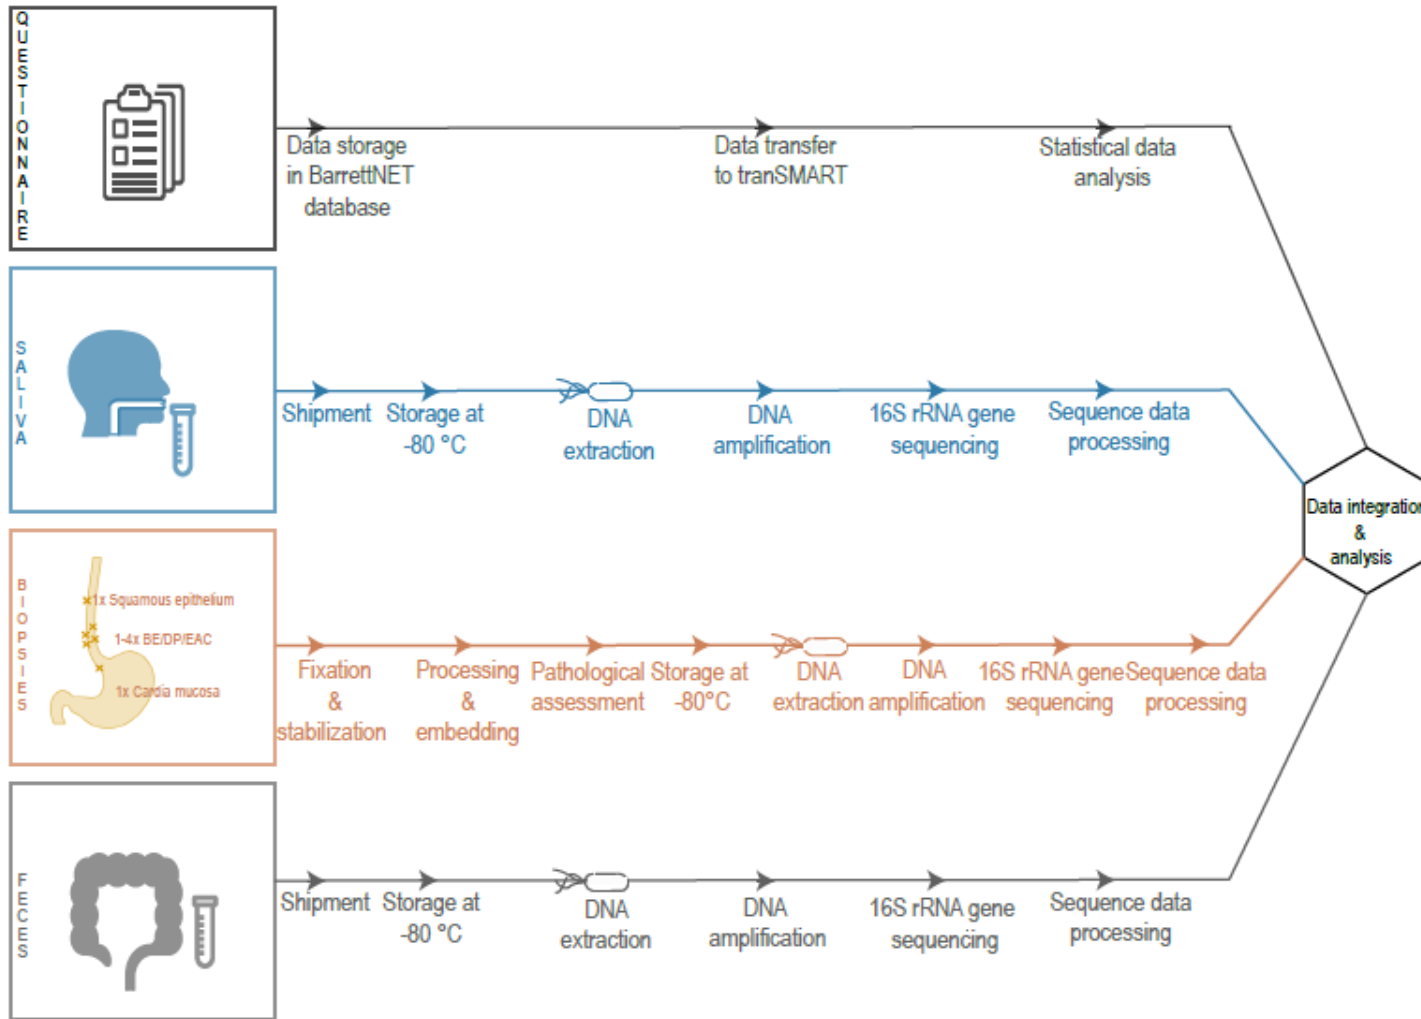 QUESTIONNAIRE
Data storage
in BarrettNET
database
Data transfer
to tranSMART
Statistical data
analysis
SALIVA
Shipment
Storage at
-80 °C
DNA
extraction
DNA
amplification
16S rRNA gene
sequencing
Sequence data
processing
Data integration
&
analysis
BIOPSIES
1x Squamous epithelium
1-4x BE/DP/EAC
1x Cardia mucosa
Fixation
&
stabilization
Processing
&
embedding
Pathological
assessment
Storage at
-80°C
DNA
extraction
DNA
amplification
16S rRNA gene
sequencing
Sequence data
processing
FECES
Shipment
Storage at
-80 °C
DNA
extraction
DNA
amplification
16S rRNA gene
sequencing
Sequence data
processing